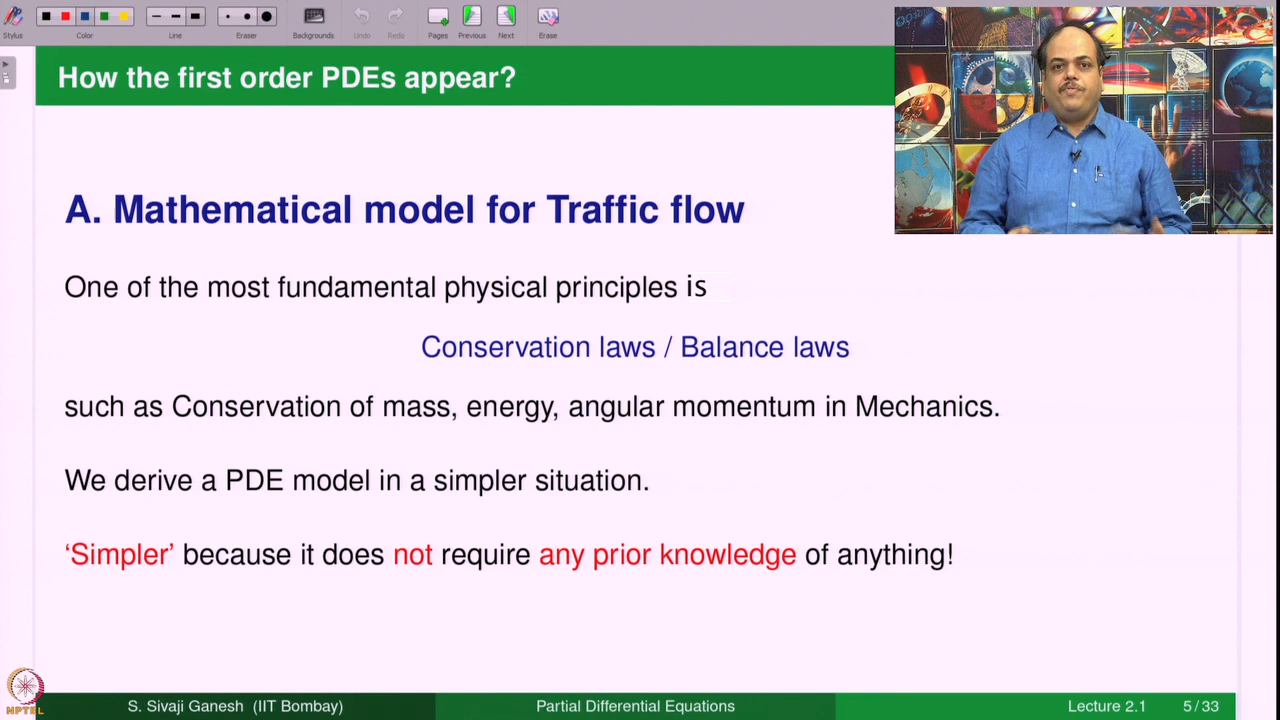 Stylus
Color
Line
Eraser
Backgrounds
Undo
Redo
Pages
Previous
Next
Erase
How the first order PDEs appear?
A. Mathematical model for Traffic flow
One of the most fundamental physical principles is
Conservation laws / Balance laws
such as Conservation of mass, energy, angular momentum in Mechanics.
We derive a PDE model in a simpler situation.
‘Simpler’ because it does not require any prior knowledge of anything!
NPTEL
S. Sivaji Ganesh (IIT Bombay)
Partial Differential Equations
Lecture 2.1
5 / 33